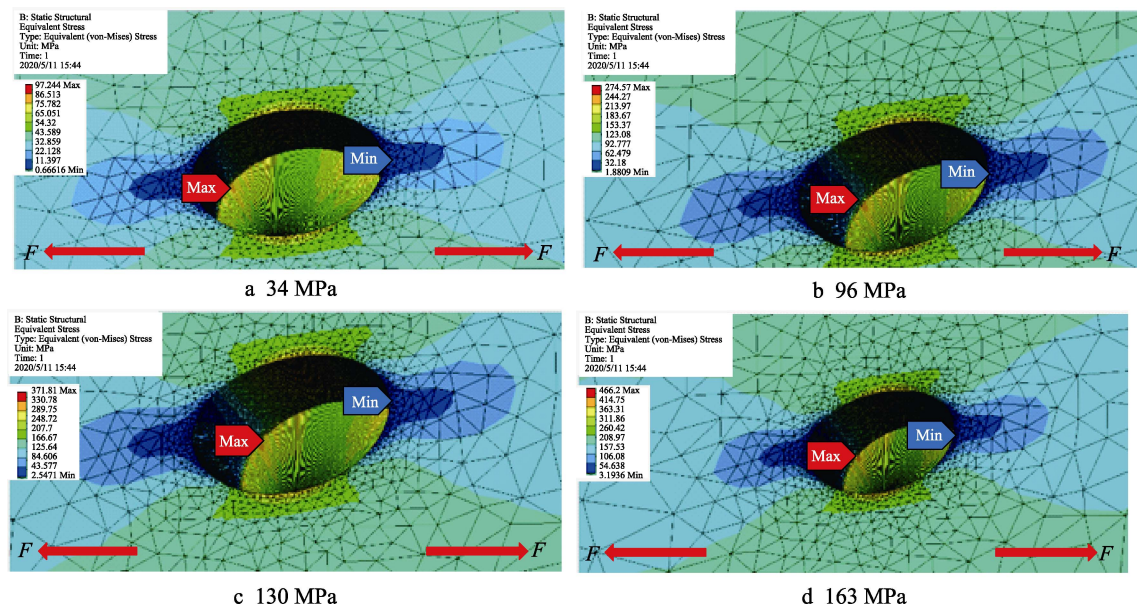 B: Static Structural
Equivalent Stress
Type: Equivalent (von-Mises) Stress
Unit: MPa
Time: 1
2020/5/11 15:44
97.244 Max
86.513
75.782
65.051
54.32
43.589
32.859
22.128
11.397
0.66616 Min
Max
Min
F
F
a 34 MPa
B: Static Structural
Equivalent Stress
Type: Equivalent (von-Mises) Stress
Unit: MPa
Time: 1
2020/5/11 15:44
274.57 Max
244.27
213.97
183.67
153.37
123.08
92.777
62.479
32.18
1.8809 Min
Max
Min
F
F
b 96 MPa
B: Static Structural
Equivalent Stress
Type: Equivalent (von-Mises) Stress
Unit: MPa
Time: 1
2020/5/11 15:44
371.81 Max
330.78
289.75
248.72
207.7
166.67
125.64
84.606
43.577
2.5471 Min
Max
Min
F
F
c 130 MPa
B: Static Structural
Equivalent Stress
Type: Equivalent (von-Mises) Stress
Unit: MPa
Time: 1
2020/5/11 15:44
466.2 Max
414.75
363.31
311.86
260.42
208.97
157.53
106.08
54.638
3.1936 Min
Max
Min
F
F
d 163 MPa